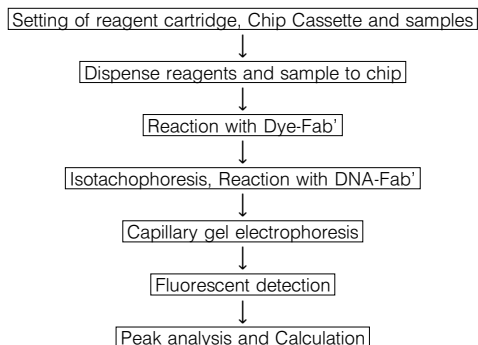 Setting of reagent cartridge, Chip Cassette and samples
Dispense reagents and sample to chip
Reaction with Dye-Fab’
Isotachophoresis, Reaction with DNA-Fab’
Capillary gel electrophoresis
Fluorescent detection
Peak analysis and Calculation